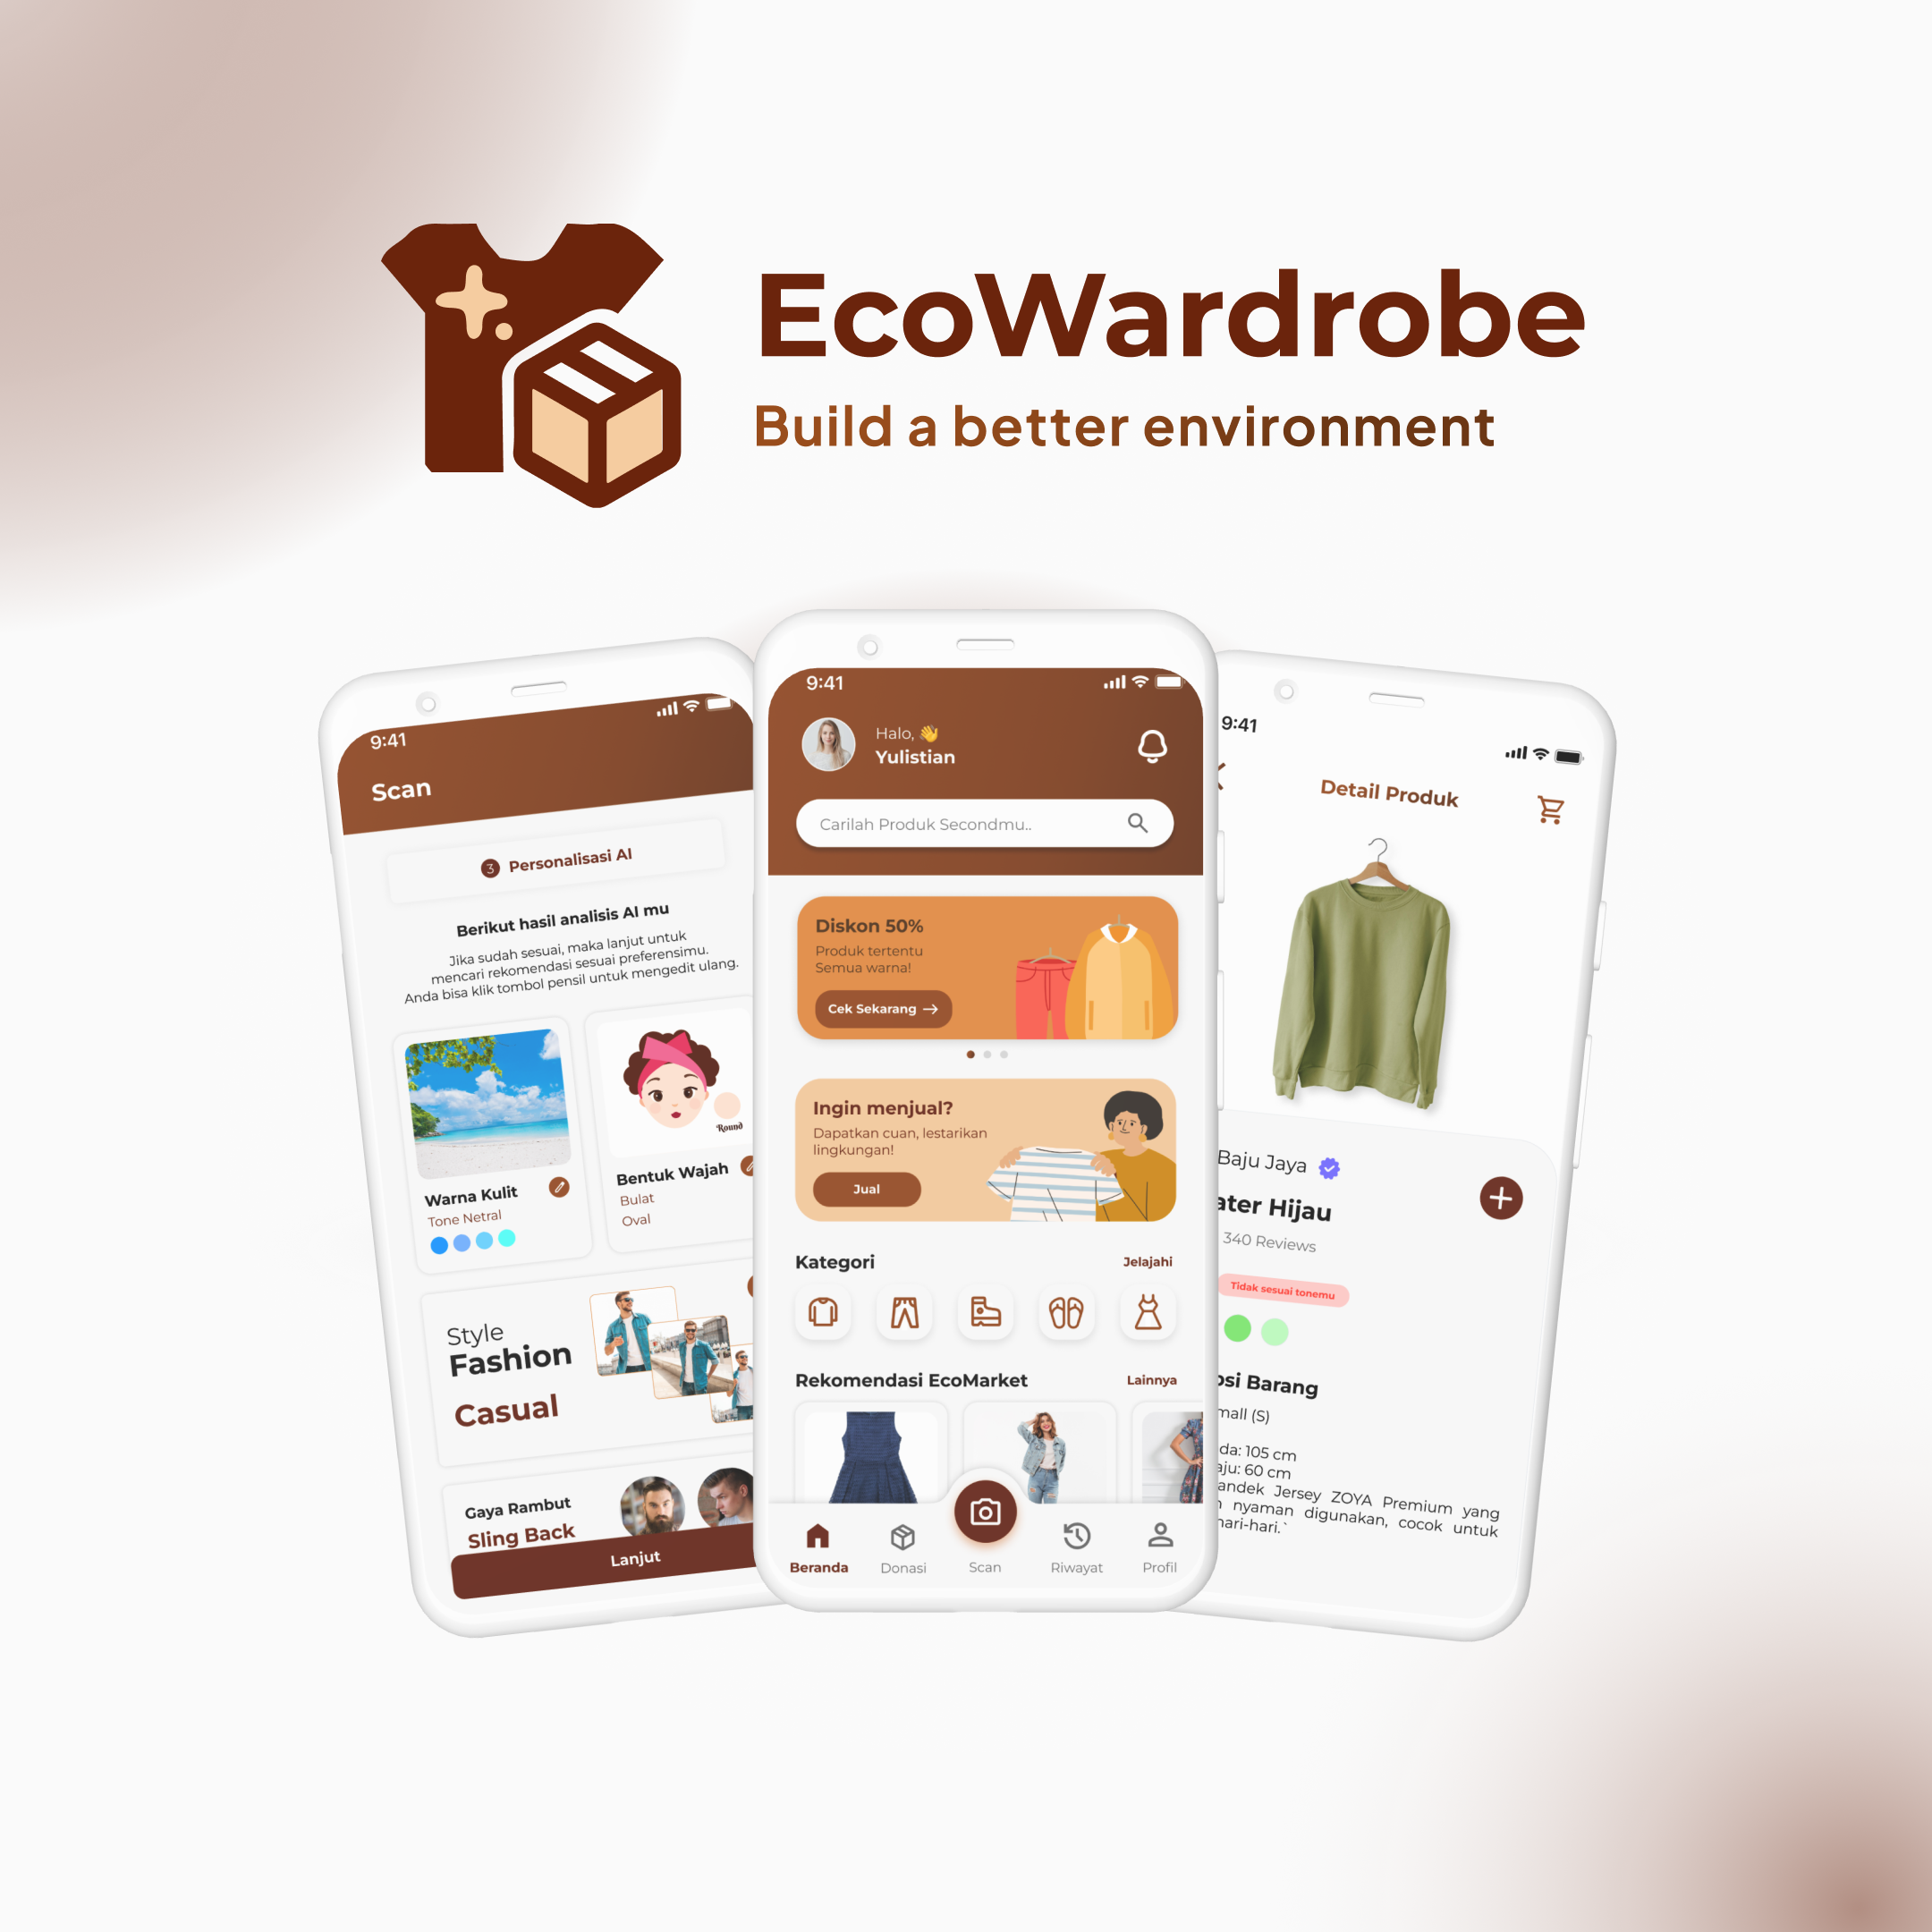 EcoWardrobe
Build a better environment
9:41
Scan
3 Personalisasi AI
Berikut hasil analisis AI mu
Jika sudah sesuai, maka lanjut untuk
mencari rekomendasi sesuai preferensimu.
Anda bisa klik tombol pensil untuk mengedit ulang.
Round
Warna Kulit
Tone Netral
Bentuk Wajah
Bulat
Oval
Style
Fashion
Casual
Gaya Rambut
Sling Back
Lanjut
9:41
Halo, 👋
Yulistian
Carilah Produk Secondmu..
Diskon 50%
Produk tertentu
Semua warna!
Cek Sekarang →
Ingin menjual?
Dapatkan cuan, lestarikan
lingkungan!
Jual
Kategori
Jelajahi
Rekomendasi EcoMarket
Lainnya
Beranda
Donasi
Scan
Riwayat
Profil
9:41
Detail Produk
Baju Jaya
ater Hijau
340 Reviews
Tidak sesuai tonemu
osi Barang
mall (S)
da: 105 cm
aju: 60 cm
andek Jersey ZOYA Premium yang
nyaman digunakan, cocok untuk
hari-hari.`